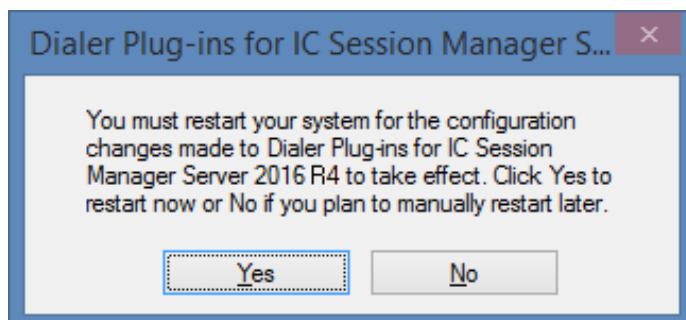 Dialer Plug-ins for IC Session Manager S...
You must restart your system for the configuration
changes made to Dialer Plug-ins for IC Session
Manager Server 2016 R4 to take effect. Click Yes to
restart now or No if you plan to manually restart later.
Yes
No